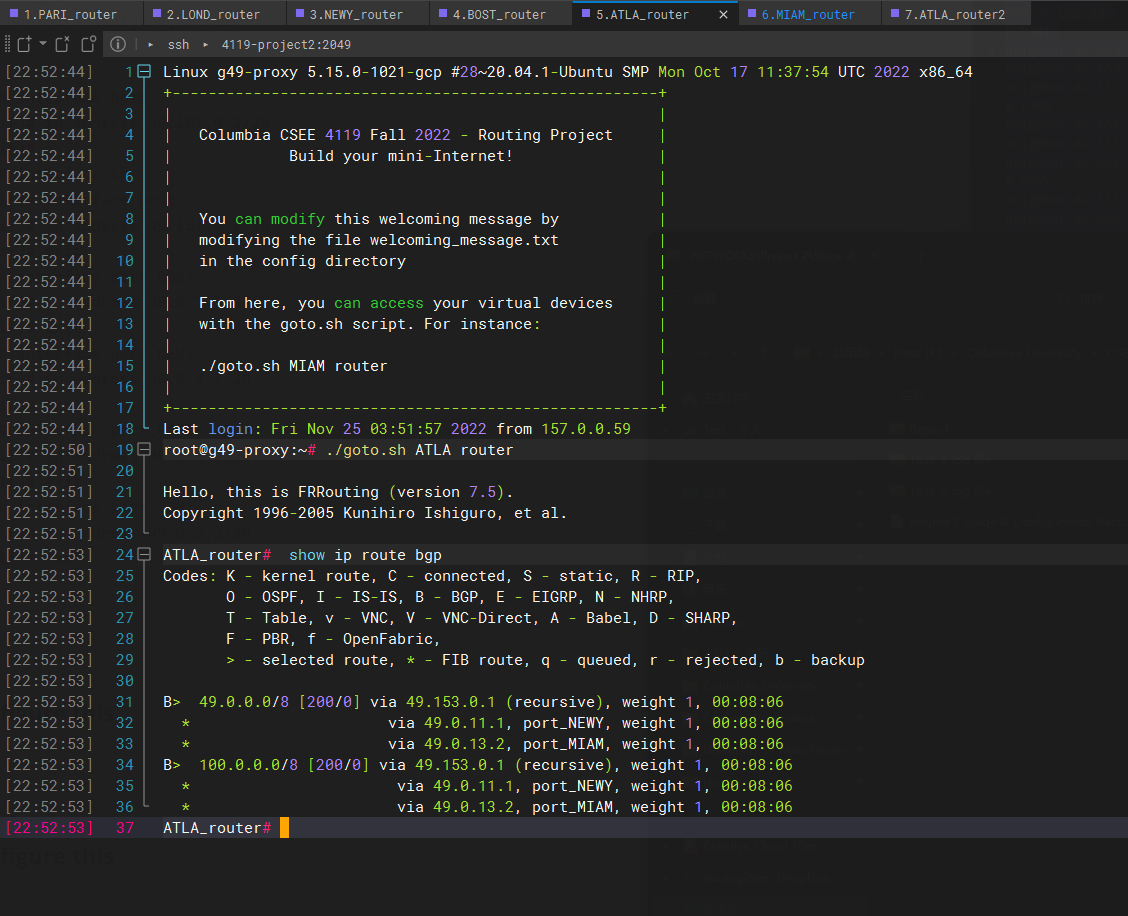 1.PARI_router 2.LOND_router 3.NEWY_router 4.BOST_router 5.ATLA_router 6.MIAM_router 7.ATLA_router2
ssh 4119-project2:2049
[22:52:44] 1 Linux g49-proxy 5.15.0-1021-gcp #28~20.04.1-Ubuntu SMP Mon Oct 17 11:37:54 UTC 2022 x86_64
[22:52:44] 2 +------------------------------------------------------+
[22:52:44] 3 | |
[22:52:44] 4 | Columbia CSEE 4119 Fall 2022 - Routing Project |
[22:52:44] 5 | Build your mini-Internet! |
[22:52:44] 6 | |
[22:52:44] 7 | |
[22:52:44] 8 | You can modify this welcoming message by |
[22:52:44] 9 | modifying the file welcoming_message.txt |
[22:52:44] 10 | in the config directory |
[22:52:44] 11 | |
[22:52:44] 12 | From here, you can access your virtual devices |
[22:52:44] 13 | with the goto.sh script. For instance: |
[22:52:44] 14 | |
[22:52:44] 15 | ./goto.sh MIAM router |
[22:52:44] 16 | |
[22:52:44] 17 +------------------------------------------------------+
[22:52:44] 18 Last login: Fri Nov 25 03:51:57 2022 from 157.0.0.59
[22:52:50] 19 root@g49-proxy:~# ./goto.sh ATLA router
[22:52:51] 20
[22:52:51] 21 Hello, this is FRRouting (version 7.5).
[22:52:51] 22 Copyright 1996-2005 Kunihiro Ishiguro, et al.
[22:52:51] 23
[22:52:53] 24 ATLA_router# show ip route bgp
[22:52:53] 25 Codes: K - kernel route, C - connected, S - static, R - RIP,
[22:52:53] 26 O - OSPF, I - IS-IS, B - BGP, E - EIGRP, N - NHRP,
[22:52:53] 27 T - Table, v - VNC, V - VNC-Direct, A - Babel, D - SHARP,
[22:52:53] 28 F - PBR, f - OpenFabric,
[22:52:53] 29 > - selected route, * - FIB route, q - queued, r - rejected, b - backup
[22:52:53] 30
[22:52:53] 31 B> 49.0.0.0/8 [200/0] via 49.153.0.1 (recursive), weight 1, 00:08:06
[22:52:53] 32 * via 49.0.11.1, port_NEWY, weight 1, 00:08:06
[22:52:53] 33 * via 49.0.13.2, port_MIAM, weight 1, 00:08:06
[22:52:53] 34 B> 100.0.0.0/8 [200/0] via 49.153.0.1 (recursive), weight 1, 00:08:06
[22:52:53] 35 * via 49.0.11.1, port_NEWY, weight 1, 00:08:06
[22:52:53] 36 * via 49.0.13.2, port_MIAM, weight 1, 00:08:06
[22:52:53] 37 ATLA_router#
figure this